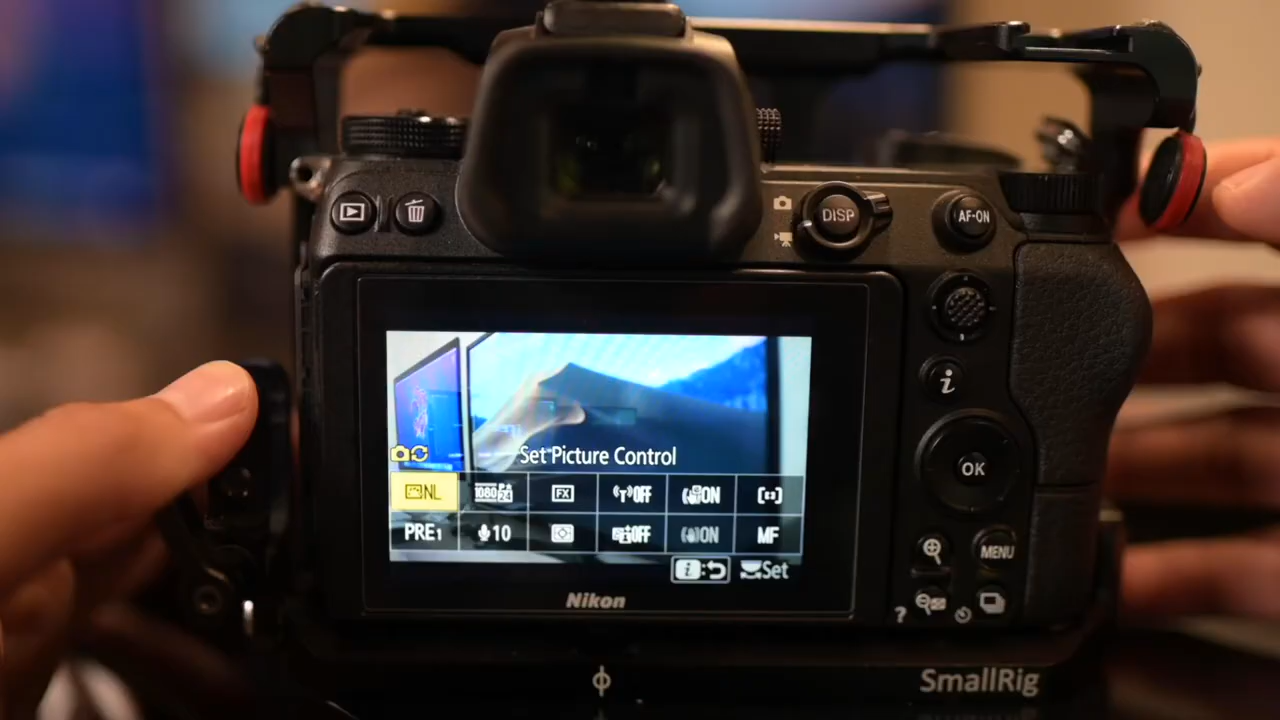 DISP
AF-ON
i
Set Picture Control
NL
FX
OFF
ON
PRE1
10
OFF
ON
MF
i:
Set
OK
MENU
?
Nikon
SmallRig